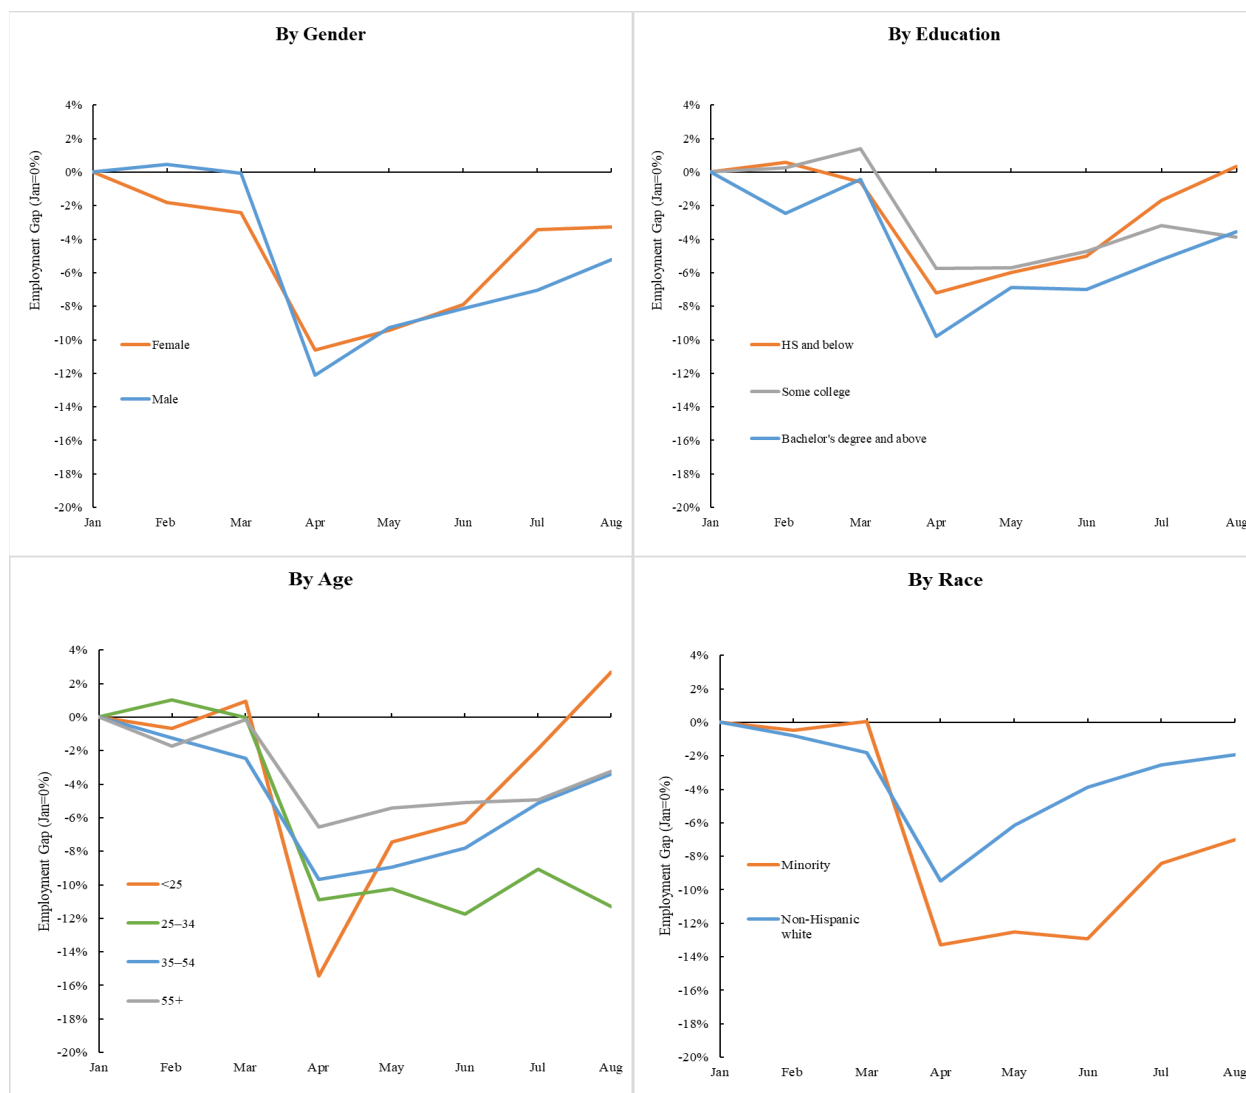 By Gender
Employment Gap (Jan=0%)
4%
2%
0%
-2%
-4%
-6%
-8%
-10%
-12%
-14%
-16%
-18%
-20%
Female
Male
Jan Feb Mar Apr May Jun Jul Aug
By Education
Employment Gap (Jan=0%)
4%
2%
0%
-2%
-4%
-6%
-8%
-10%
-12%
-14%
-16%
-18%
-20%
HS and below
Some college
Bachelor's degree and above
Jan Feb Mar Apr May Jun Jul Aug
By Age
Employment Gap (Jan=0%)
4%
2%
0%
-2%
-4%
-6%
-8%
-10%
-12%
-14%
-16%
-18%
-20%
<25
25–34
35–54
55+
Jan Feb Mar Apr May Jun Jul Aug
By Race
Employment Gap (Jan=0%)
4%
2%
0%
-2%
-4%
-6%
-8%
-10%
-12%
-14%
-16%
-18%
-20%
Minority
Non-Hispanic
white
Jan Feb Mar Apr May Jun Jul Aug